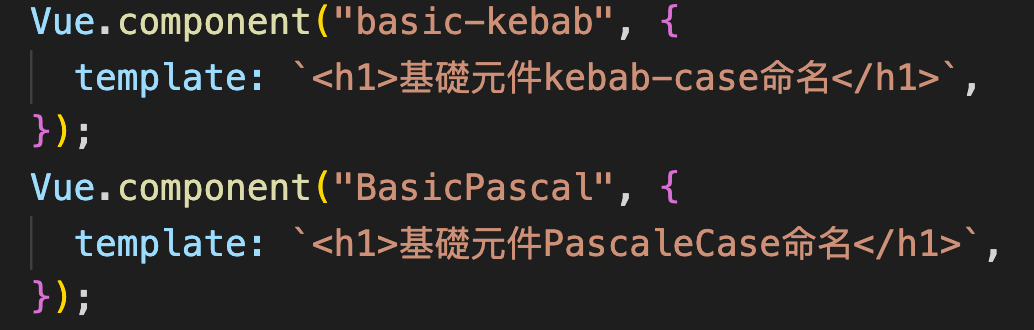 Vue.component("basic-kebab", {
  template: `<h1>基礎元件kebab-case命名</h1>`,
});
Vue.component("BasicPascal", {
  template: `<h1>基礎元件PascaleCase命名</h1>`,
});